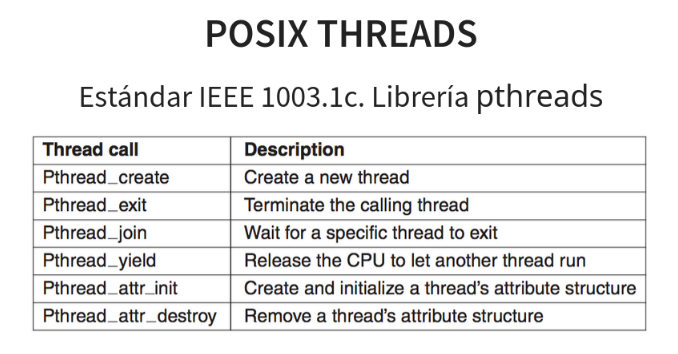 POSIX THREADS
Estándar IEEE 1003.1c. Librería pthreads
Thread call Description
Pthread_create Create a new thread
Pthread_exit Terminate the calling thread
Pthread_join Wait for a specific thread to exit
Pthread_yield Release the CPU to let another thread run
Pthread_attr_init Create and initialize a thread's attribute structure
Pthread_attr_destroy Remove a thread's attribute structure